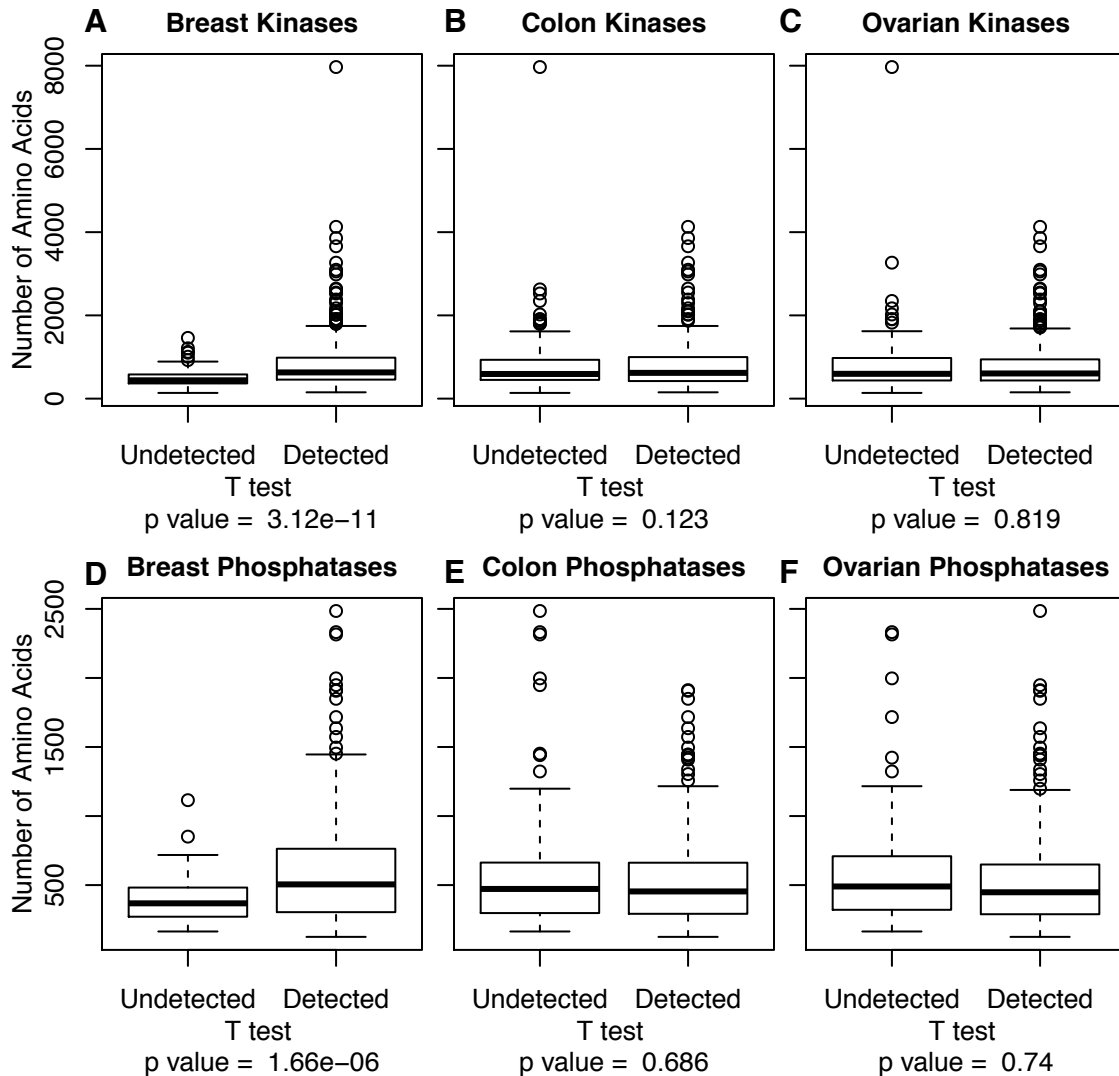 A Breast Kinases B Colon Kinases C Ovarian Kinases
Number of Amino Acids
8000
6000
4000
2000
0
Undetected Detected Undetected Detected Undetected Detected
T test T test T test
p value = 3.12e−11 p value = 0.123 p value = 0.819
D Breast Phosphatases E Colon Phosphatases F Ovarian Phosphatases
Number of Amino Acids
2500
1500
500
Undetected Detected Undetected Detected Undetected Detected
T test T test T test
p value = 1.66e−06 p value = 0.686 p value = 0.74